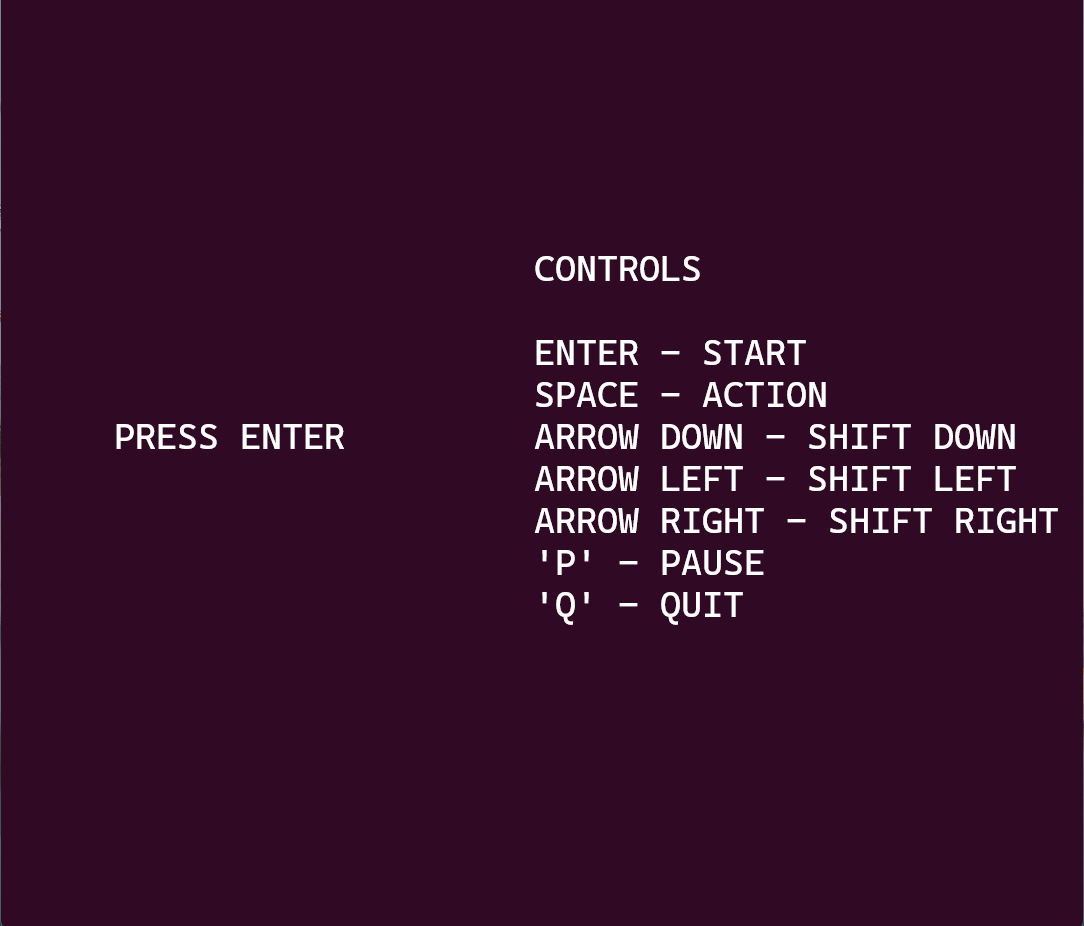 CONTROLS
ENTER – START
SPACE – ACTION
PRESS ENTER
ARROW DOWN – SHIFT DOWN
ARROW LEFT – SHIFT LEFT
ARROW RIGHT – SHIFT RIGHT
'P' – PAUSE
'Q' – QUIT